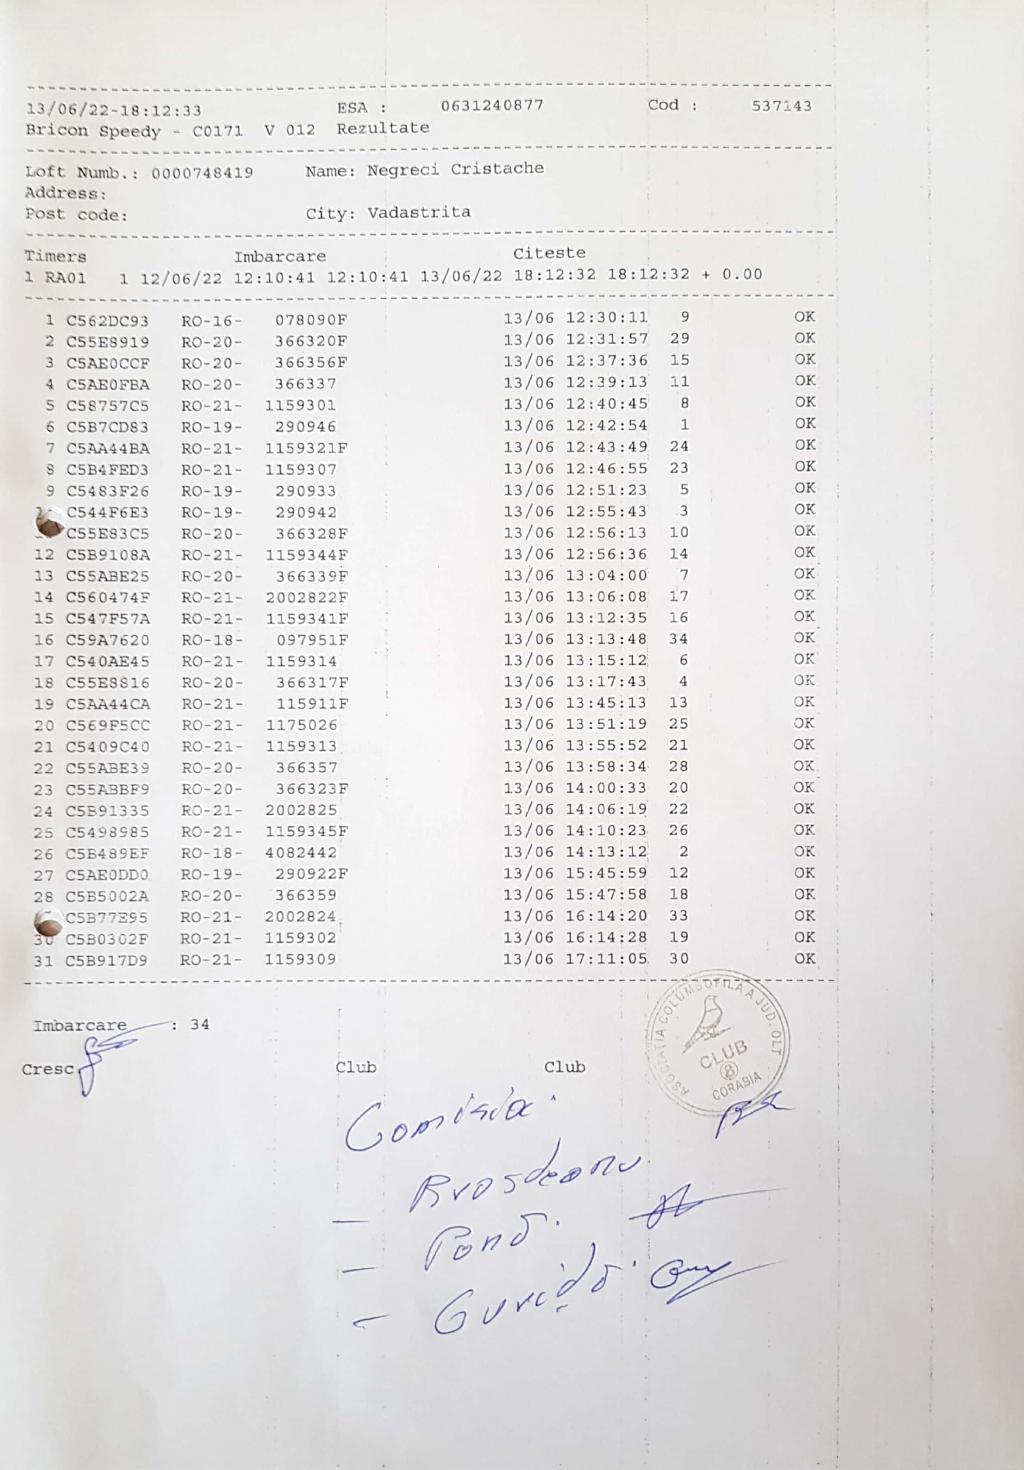 13/06/22-18:12:33 ESA : 0631240877 Cod : 537143
Bricon Speedy - C0171 V 012 Rezultate
Loft Numb.: 0000748419 Name: Negreci Cristache
Address:
Post code: City: Vadastrita
Timers Imbarcare Citeste
1 RA01 1 12/06/22 12:10:41 12:10:41 13/06/22 18:12:32 18:12:32 + 0.00
1 C562DC93 RO-16- 078090F 13/06 12:30:11 9 OK
2 C55E8919 RO-20- 366320F 13/06 12:31:57 29 OK
3 C5AE0CCF RO-20- 366356F 13/06 12:37:36 15 OK
4 C5AE0FBA RO-20- 366337 13/06 12:39:13 11 OK
5 C58757C5 RO-21- 1159301 13/06 12:40:45 8 OK
6 C5B7CD83 RO-19- 290946 13/06 12:42:54 1 OK
7 C5AA44BA RO-21- 1159321F 13/06 12:43:49 24 OK
8 C5B4FED3 RO-21- 1159307 13/06 12:46:55 23 OK
9 C5483F26 RO-19- 290933 13/06 12:51:23 5 OK
C544F6E3 RO-19- 290942 13/06 12:55:43 3 OK
C55E83C5 RO-20- 366328F 13/06 12:56:13 10 OK
12 C5B9108A RO-21- 1159344F 13/06 12:56:36 14 OK
13 C55ABE25 RO-20- 366339F 13/06 13:04:00 7 OK
14 C560474F RO-21- 2002822F 13/06 13:06:08 17 OK
15 C547F57A RO-21- 1159341F 13/06 13:12:35 16 OK
16 C59A7620 RO-18- 097951F 13/06 13:13:48 34 OK
17 C540AE45 RO-21- 1159314 13/06 13:15:12 6 OK
18 C55E8816 RO-20- 366317F 13/06 13:17:43 4 OK
19 C5AA44CA RO-21- 115911F 13/06 13:45:13 13 OK
20 C569F5CC RO-21- 1175026 13/06 13:51:19 25 OK
21 C5409C40 RO-21- 1159313 13/06 13:55:52 21 OK
22 C55ABE39 RO-20- 366357 13/06 13:58:34 28 OK
23 C55ABBF9 RO-20- 366323F 13/06 14:00:33 20 OK
24 C5B91335 RO-21- 2002825 13/06 14:06:19 22 OK
25 C5498985 RO-21- 1159345F 13/06 14:10:23 26 OK
26 C5B489EF RO-18- 4082442 13/06 14:13:12 2 OK
27 C5AE0DD0 RO-19- 290922F 13/06 15:45:59 12 OK
28 C5B5002A RO-20- 366359 13/06 15:47:58 18 OK
C5B77E95 RO-21- 2002824 13/06 16:14:20 33 OK
30 C5B0302F RO-21- 1159302 13/06 16:14:28 19 OK
31 C5B917D9 RO-21- 1159309 13/06 17:11:05 30 OK
Imbarcare : 34
Cresc Club Club
ASOCIATIA COLUMBOFILA A JUD. OLT
CLUB
8
CORABIA
Comisia: